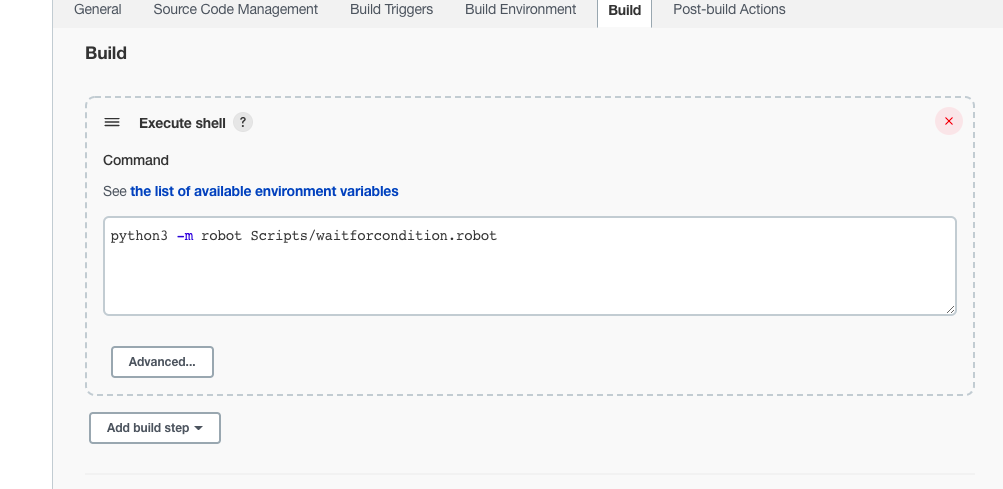 General Source Code Management Build Triggers Build Environment Build Post-build Actions
Build
Execute shell ?
Command
See the list of available environment variables
python3 -m robot Scripts/waitforcondition.robot
Advanced...
Add build step